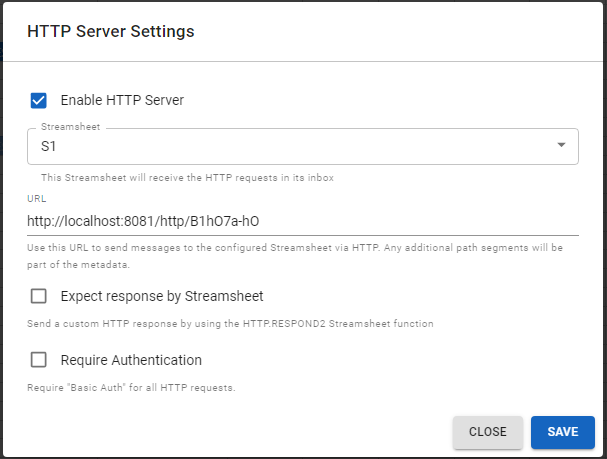 HTTP Server Settings
Enable HTTP Server
Streamsheet
S1
This Streamsheet will receive the HTTP requests in its inbox
URL
http://localhost:8081/http/B1hO7a-hO
Use this URL to send messages to the configured Streamsheet via HTTP. Any additional path segments will be
part of the metadata.
Expect response by Streamsheet
Send a custom HTTP response by using the HTTP.RESPOND2 Streamsheet function
Require Authentication
Require "Basic Auth" for all HTTP requests.
CLOSE SAVE